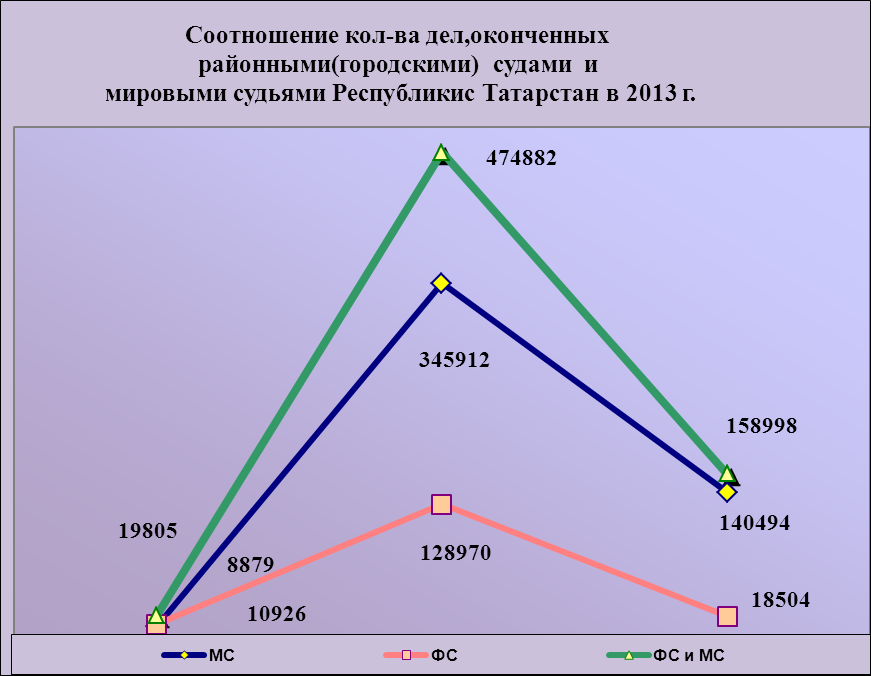 Соотношение кол-ва дел,оконченных
районными(городскими) судами и
мировыми судьями Республикис Татарстан в 2013 г.
474882
345912
158998
19805
140494
128970
8879
18504
10926
МС
ФС
ФС и МС